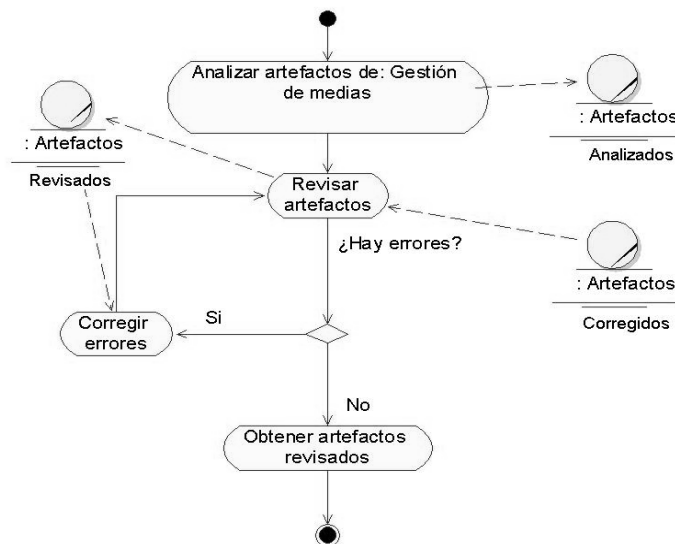 Analizar artefactos de: Gestión
de medias
: Artefactos
Analizados
: Artefactos
Revisados
Revisar
artefactos
¿Hay errores?
: Artefactos
Corregidos
Corregir
errores
Si
No
Obtener artefactos
revisados